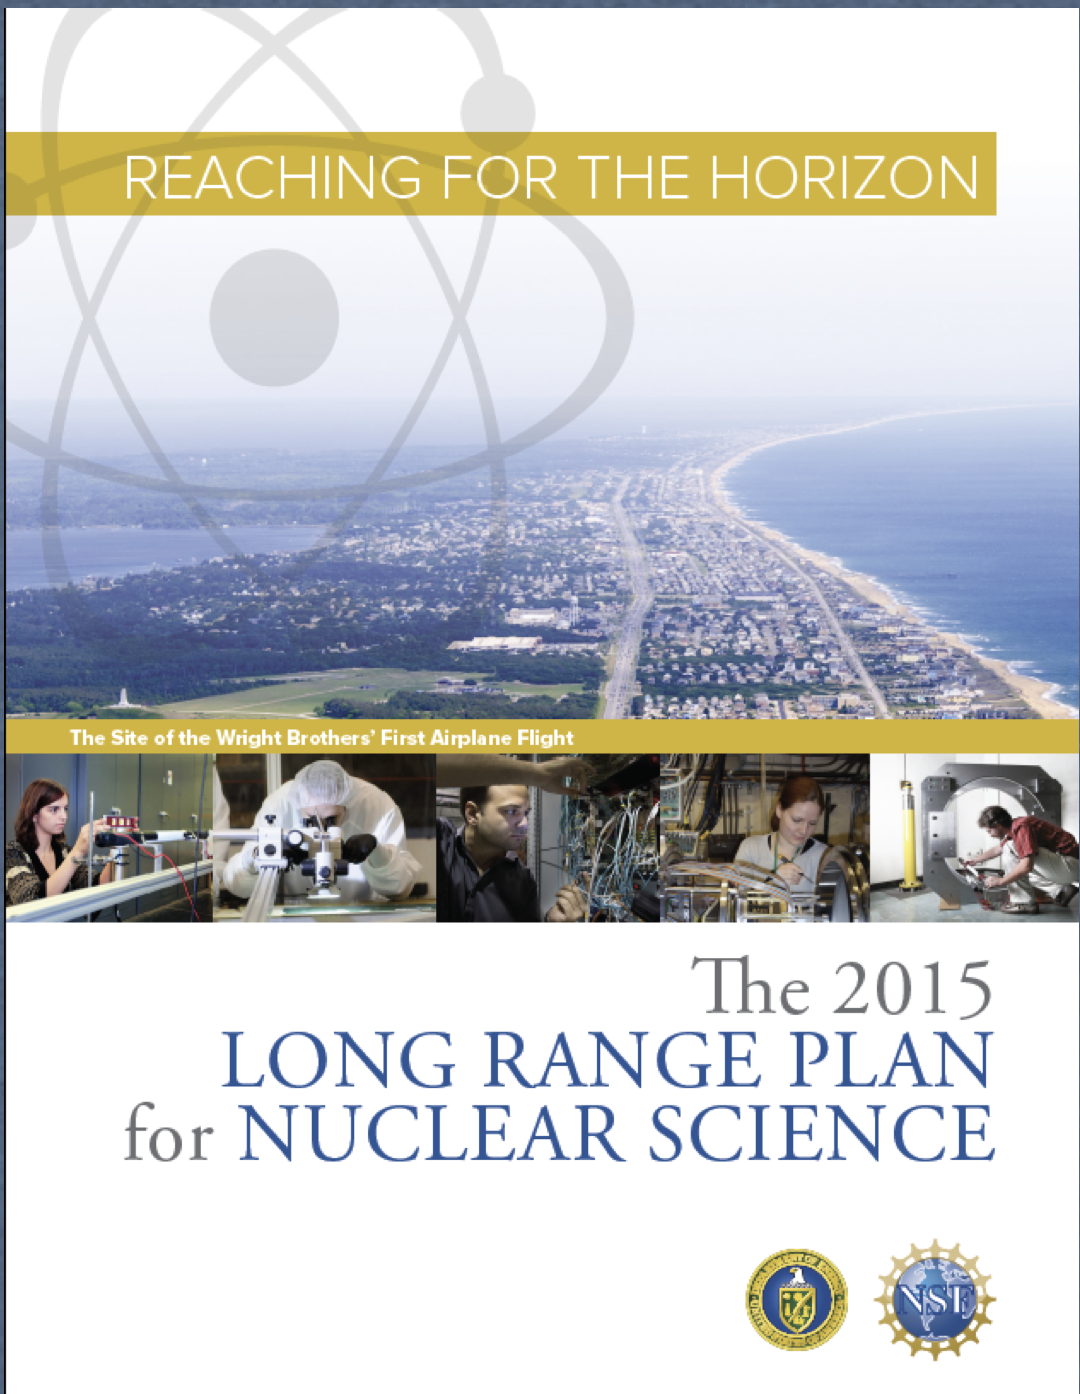 REACHING FOR THE HORIZON
The Site of the Wright Brothers’ First Airplane Flight
The 2015
LONG RANGE PLAN
for NUCLEAR SCIENCE
NSF